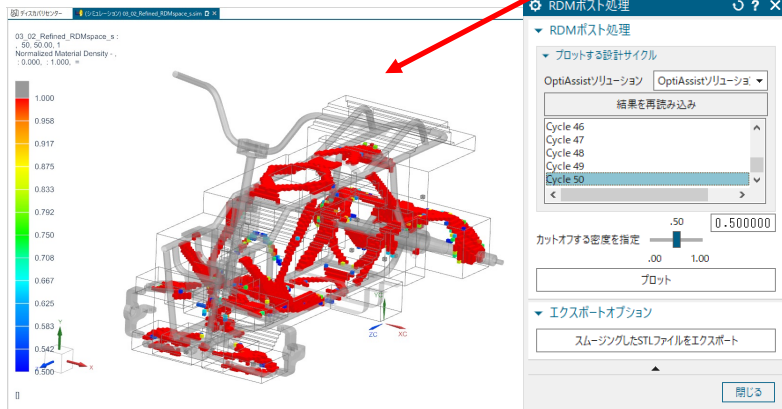 ディスカバリセンター
(シミュレーション) 03_02_Refined_RDMspace_s.sim
03_02_Refined_RDMspace_s :
, 50, 50.00, 1
Normalized Material Density - ,
: 0.000, : 1.000, =
1.000
0.958
0.917
0.875
0.833
0.792
0.750
0.708
0.667
0.625
0.583
0.542
0.500
Y
X
[]
YC
ZC
XC
RDMポスト処理
RDMポスト処理
プロットする設計サイクル
OptiAssistソリューション
OptiAssistソリューショ
結果を再読み込み
Cycle 46
Cycle 47
Cycle 48
Cycle 49
Cycle 50
カットオフする密度を指定
.50
0.500000
.00
1.00
プロット
エクスポートオプション
スムージングしたSTLファイルをエクスポート
閉じる